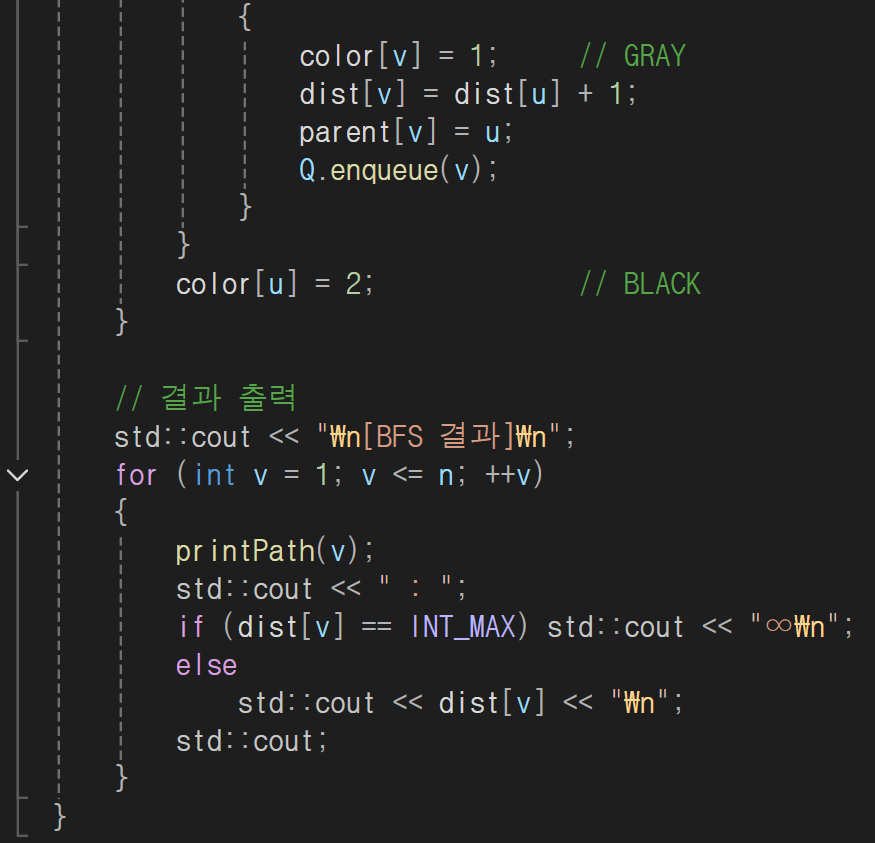 {
color[v] = 1;     // GRAY
dist[v] = dist[u] + 1;
parent[v] = u;
Q.enqueue(v);
}
}
color[u] = 2;             // BLACK
}
// 결과 출력
std::cout << "₩n[BFS 결과]₩n";
for (int v = 1; v <= n; ++v)
{
printPath(v);
std::cout << " : ";
if (dist[v] == INT_MAX) std::cout << "∞₩n";
else
std::cout << dist[v] << "₩n";
std::cout;
}
}